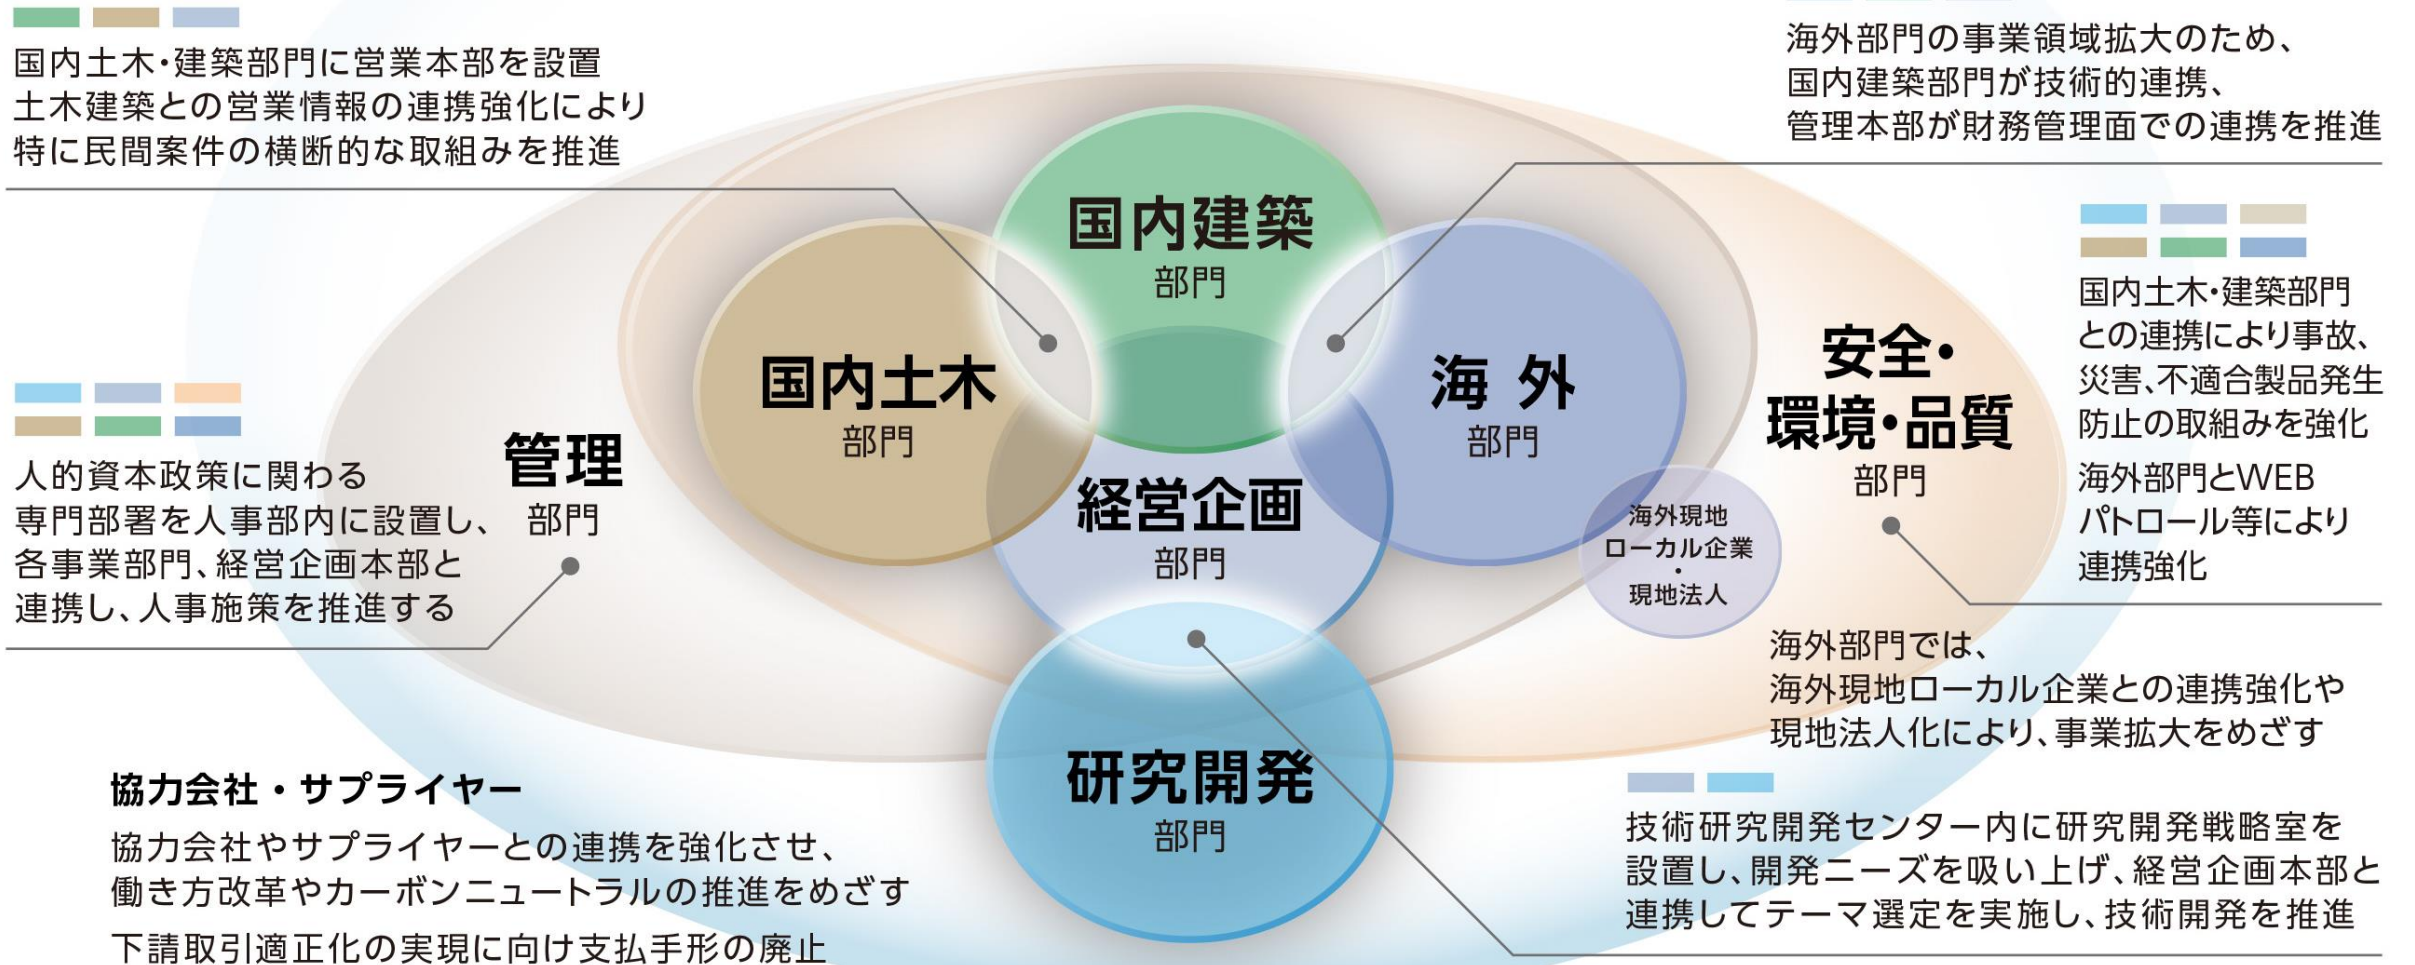 国内土木・建築部門に営業本部を設置
土木建築との営業情報の連携強化により
特に民間案件の横断的な取組みを推進
海外部門の事業領域拡大のため、
国内建築部門が技術的連携、
管理本部が財務管理面での連携を推進
国内建築
部門
国内土木
部門
海 外
部門
経営企画
部門
研究開発
部門
管理
部門
安全・
環境・品質
部門
海外現地
ローカル企業
・
現地法人
人的資本政策に関わる
専門部署を人事部内に設置し、
各事業部門、経営企画本部と
連携し、人事施策を推進する
国内土木・建築部門
との連携により事故、
災害、不適合製品発生
防止の取組みを強化
海外部門とWEB
パトロール等により
連携強化
海外部門では、
海外現地ローカル企業との連携強化や
現地法人化により、事業拡大をめざす
協力会社・サプライヤー
協力会社やサプライヤーとの連携を強化させ、
働き方改革やカーボンニュートラルの推進をめざす
下請取引適正化の実現に向け支払手形の廃止
技術研究開発センター内に研究開発戦略室を
設置し、開発ニーズを吸い上げ、経営企画本部と
連携してテーマ選定を実施し、技術開発を推進